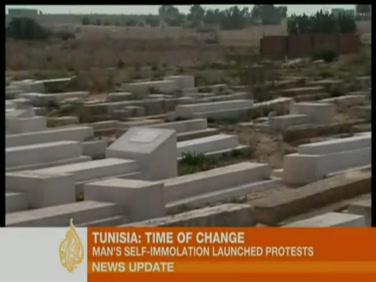 TUNISIA: TIME OF CHANGE
MAN'S SELF-IMMOLATION LAUNCHED PROTESTS
NEWS UPDATE